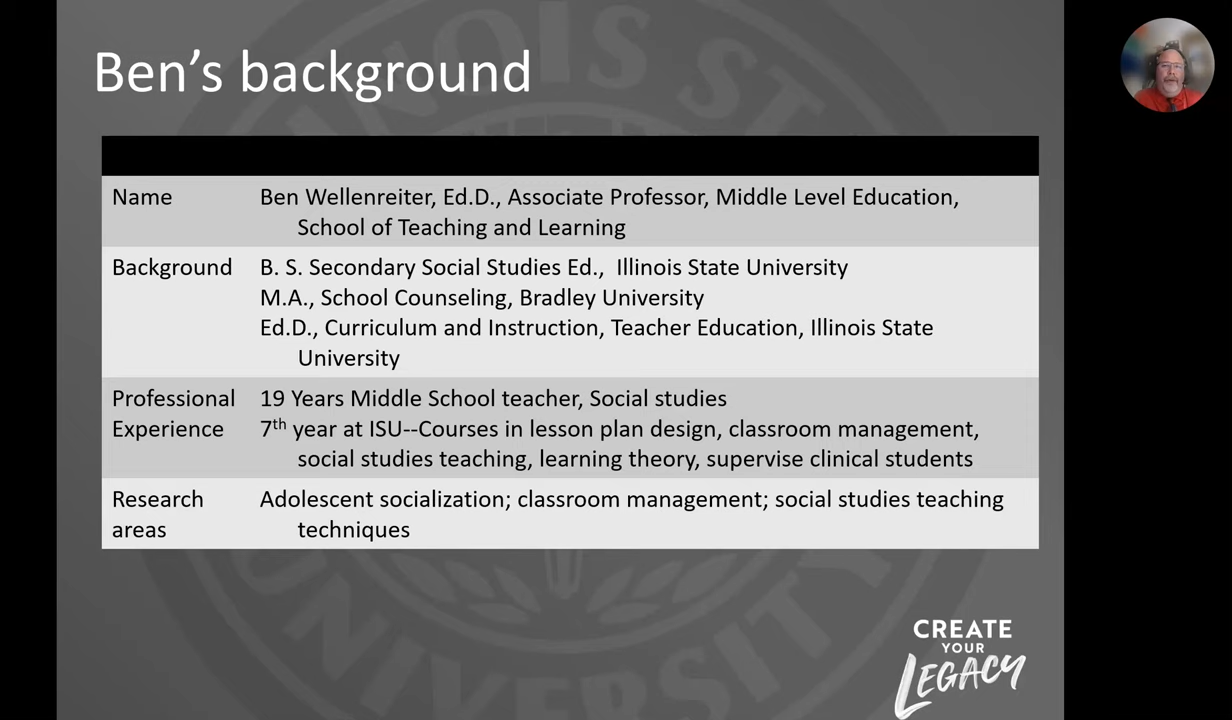 Ben's background
Name
Ben Wellenreiter, Ed.D., Associate Professor, Middle Level Education,
School of Teaching and Learning
Background
B. S. Secondary Social Studies Ed., Illinois State University
M.A., School Counseling, Bradley University
Ed.D., Curriculum and Instruction, Teacher Education, Illinois State
University
Professional
Experience
19 Years Middle School teacher, Social studies
7th year at ISU--Courses in lesson plan design, classroom management,
social studies teaching, learning theory, supervise clinical students
Research
areas
Adolescent socialization; classroom management; social studies teaching
techniques
CREATE
YOUR
LEGACY
UNIVERSITY